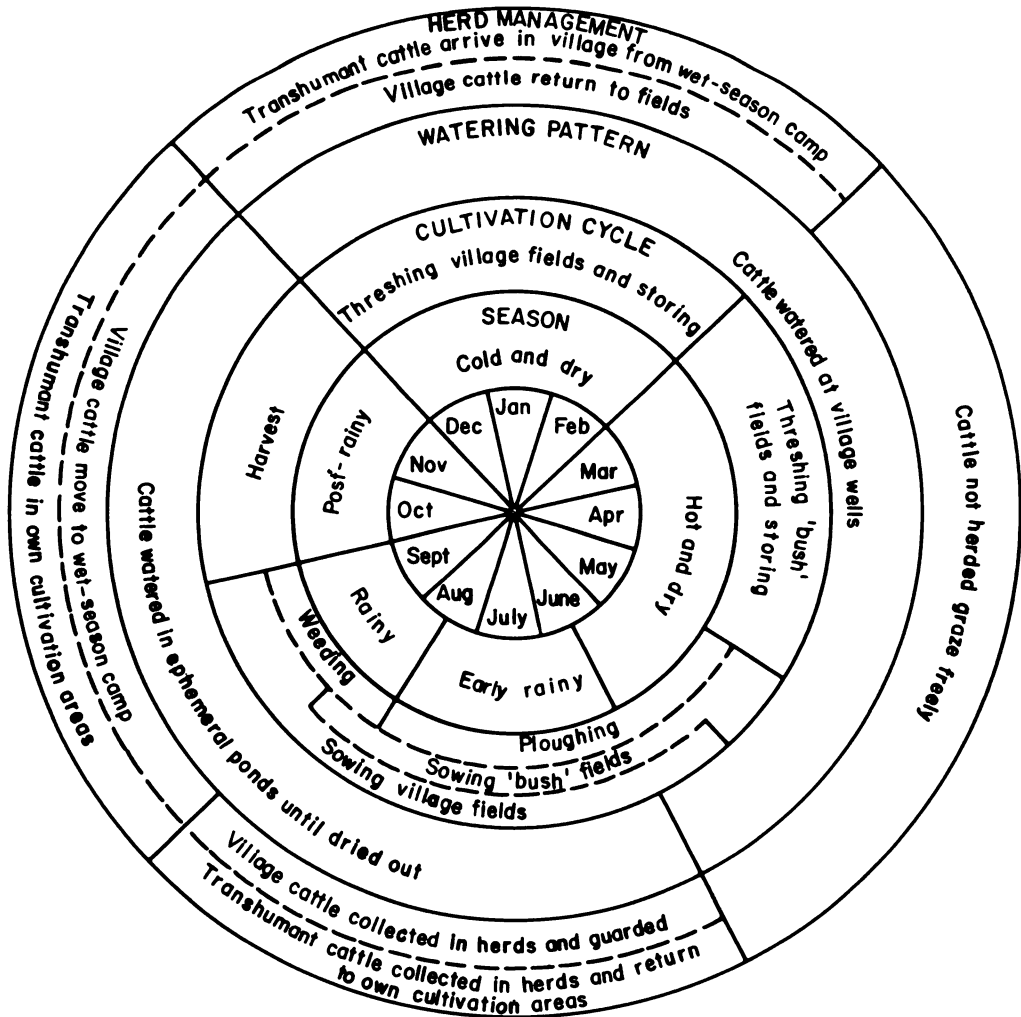 HERD MANAGEMENT
Transhumant cattle arrive in village from wet-season camp
Village cattle return to fields
WATERING PATTERN
CULTIVATION CYCLE
Threshing village fields and storing
SEASON
Cold and dry
Jan
Feb
Mar
Apr
May
June
July
Aug
Sept
Oct
Nov
Dec
Hot and dry
Early rainy
Rainy
Post-rainy
Threshing 'bush'
fields and storing
Ploughing
Sowing 'bush' fields
Sowing village fields
Weeding
Harvest
Cattle watered at village wells
Cattle watered in ephemeral ponds until dried out
Cattle not herded graze freely
Village cattle collected in herds and guarded
Transhumant cattle collected in herds and return
to own cultivation areas
Village cattle move to wet-season camp
Transhumant cattle in own cultivation areas